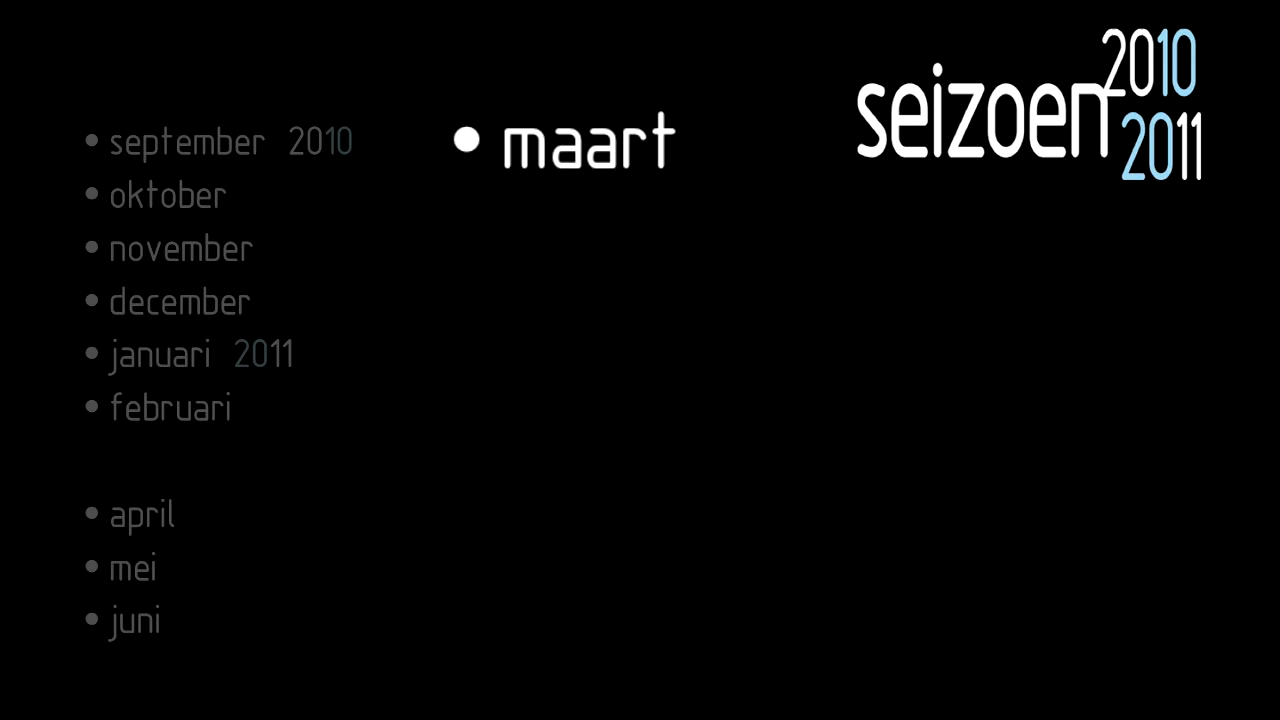 • september 2010
• oktober
• november
• december
• januari 2011
• februari
• april
• mei
• juni
• maart
seizoen 2010
2011